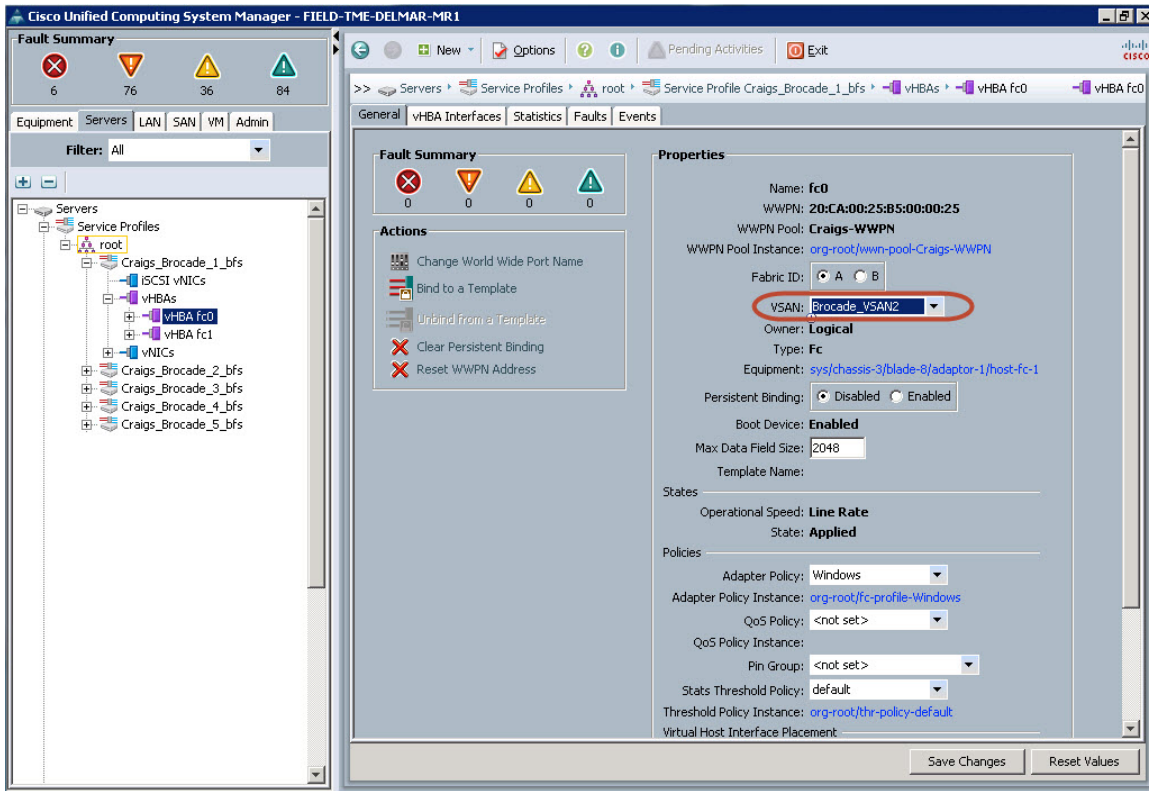 Cisco Unified Computing System Manager - FIELD-TME-DELMAR-MR1
Fault Summary
6 76 36 84
New Options Pending Activities Exit
cisco
>> Servers Service Profiles root Service Profile Craigs_Brocade_1_bfs vHBAs vHBA fc0 vHBA fc0
Equipment Servers LAN SAN VM Admin
Filter: All
Servers
Service Profiles
root
Craigs_Brocade_1_bfs
iSCSI vNICs
vHBAs
vHBA fc0
vHBA fc1
vNICs
Craigs_Brocade_2_bfs
Craigs_Brocade_3_bfs
Craigs_Brocade_4_bfs
Craigs_Brocade_5_bfs
General vHBA Interfaces Statistics Faults Events
Fault Summary
0 0 0 0
Actions
Change World Wide Port Name
Bind to a Template
Unbind from a Template
Clear Persistent Binding
Reset WWPN Address
Properties
Name: fc0
WWPN: 20:CA:00:25:B5:00:00:25
WWPN Pool: Craigs-WWPN
WWPN Pool Instance: org-root/wwn-pool-Craigs-WWPN
Fabric ID: A B
VSAN: Brocade_VSAN2
Owner: Logical
Type: Fc
Equipment: sys/chassis-3/blade-8/adaptor-1/host-fc-1
Persistent Binding: Disabled Enabled
Boot Device: Enabled
Max Data Field Size: 2048
Template Name:
States
Operational Speed: Line Rate
State: Applied
Policies
Adapter Policy: Windows
Adapter Policy Instance: org-root/fc-profile-Windows
QoS Policy: <not set>
QoS Policy Instance:
Pin Group: <not set>
Stats Threshold Policy: default
Threshold Policy Instance: org-root/thr-policy-default
Virtual Host Interface Placement
Save Changes Reset Values